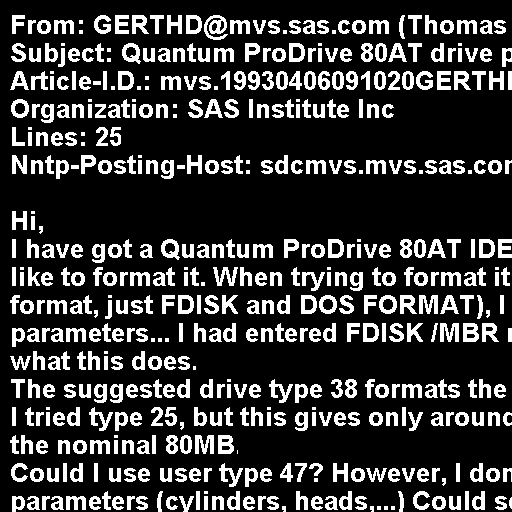 From: GERTHD@mvs.sas.com (Thomas
Subject: Quantum ProDrive 80AT drive p
Article-I.D.: mvs.19930406091020GERTH
Organization: SAS Institute Inc
Lines: 25
Nntp-Posting-Host: sdcmvs.mvs.sas.co
Hi,
I have got a Quantum ProDrive 80AT IDE
like to format it. When trying to format it
format, just FDISK and DOS FORMAT), I
parameters... I had entered FDISK /MBR
what this does.
The suggested drive type 38 formats the
I tried type 25, but this gives only aroun
the nominal 80MB.
Could I use user type 47? However, I don
parameters (cylinders, heads,...) Could s